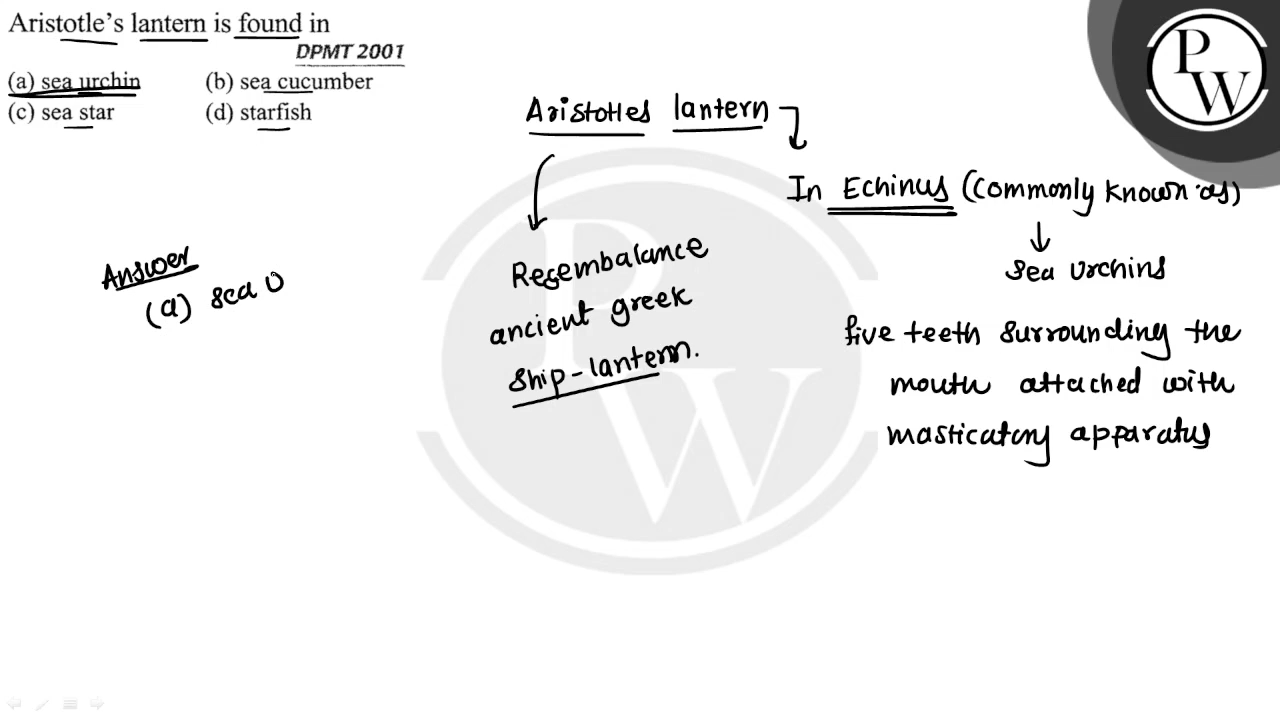 Aristotle's lantern is found in
DPMT 2001
(a) sea urchin (b) sea cucumber
(c) sea star (d) starfish
PW
Aristotles lantern
In Echinus (commonly known as)
sea urchins
five teeth surrounding the
mouth attached with
masticatory apparatus
Resembalance
ancient greek
ship-lantern.
Answer
(a) sea u
PW